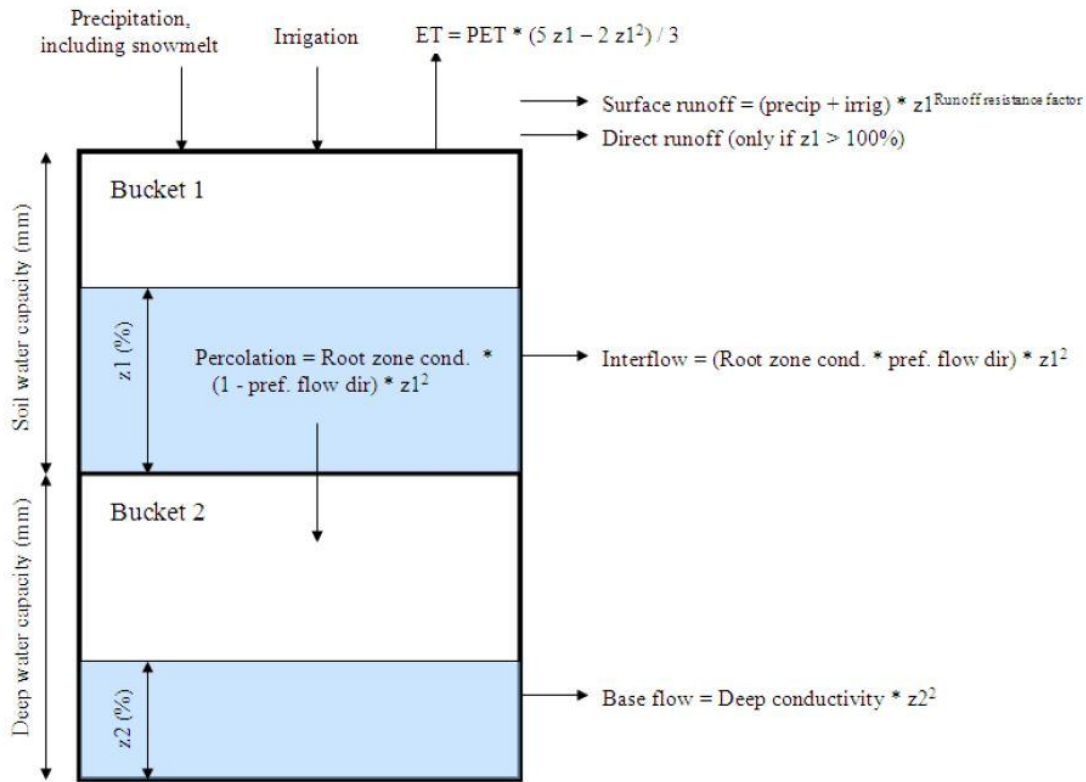 Precipitation,
including snowmelt
Irrigation
ET = PET * (5 z1 – 2 z1²) / 3
Surface runoff = (precip + irrig) * z1^Runoff resistance factor
Direct runoff (only if z1 > 100%)
Soil water capacity (mm)
Bucket 1
z1 (%)
Percolation = Root zone cond. *
(1 - pref. flow dir) * z1²
Interflow = (Root zone cond. * pref. flow dir) * z1²
Deep water capacity (mm)
Bucket 2
z2 (%)
Base flow = Deep conductivity * z2²